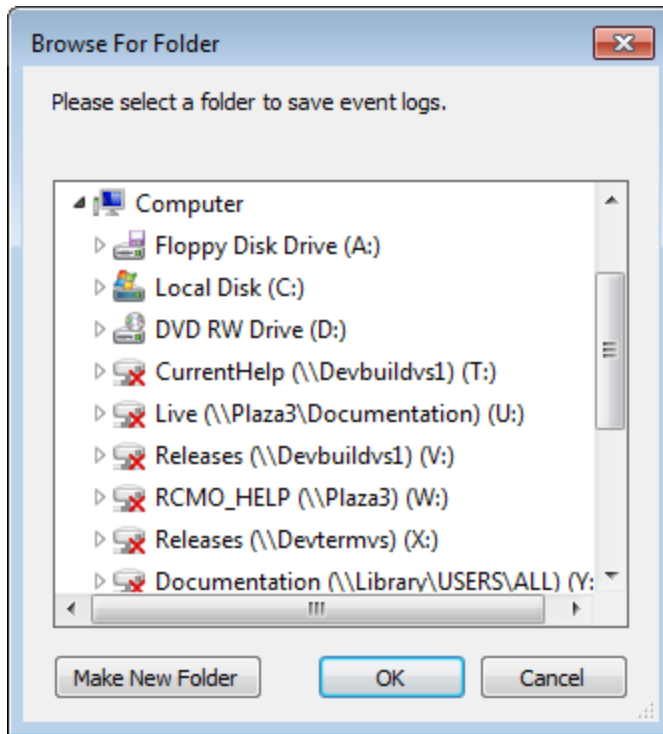 Browse For Folder
Please select a folder to save event logs.
Computer
Floppy Disk Drive (A:)
Local Disk (C:)
DVD RW Drive (D:)
CurrentHelp (\\Devbuildvs1) (T:)
Live (\\Plaza3\Documentation) (U:)
Releases (\\Devbuildvs1) (V:)
RCMO_HELP (\\Plaza3) (W:)
Releases (\\Devtermvs) (X:)
Documentation (\\Library\USERS\ALL) (Y:
Make New Folder OK Cancel